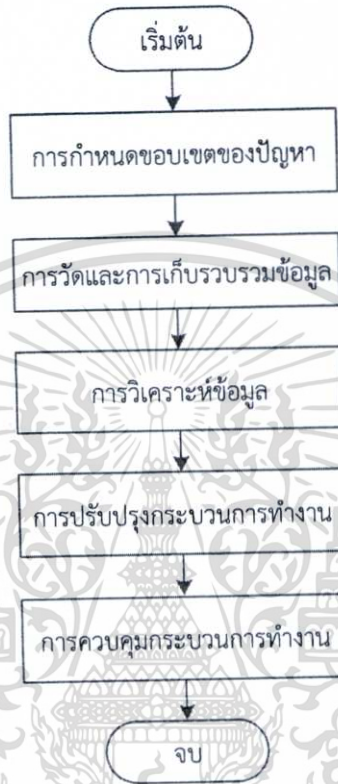 เริ่มต้น
การกำหนดขอบเขตของปัญหา
การวัดและการเก็บรวบรวมข้อมูล
การวิเคราะห์ข้อมูล
การปรับปรุงกระบวนการทำงาน
การควบคุมกระบวนการทำงาน
จบ